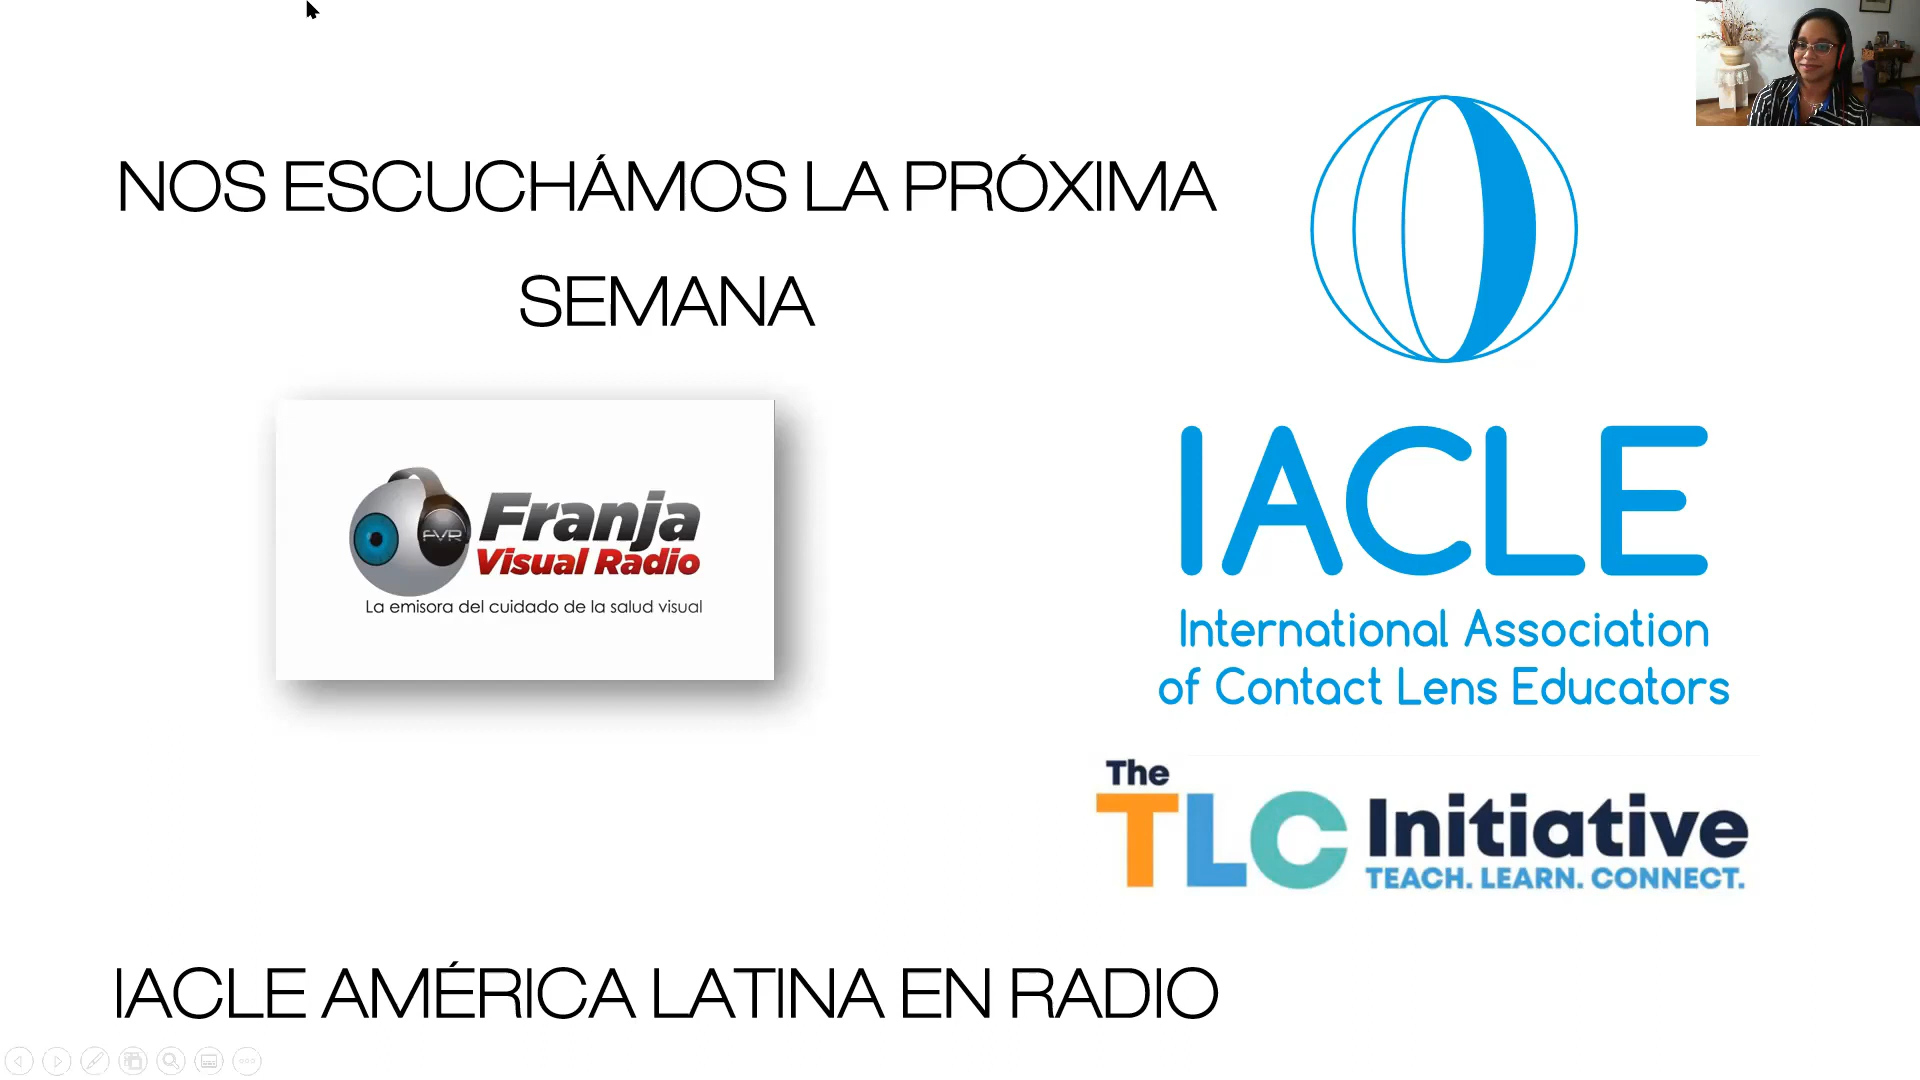 NOS ESCUCHÁMOS LA PRÓXIMA
SEMANA
FVR
Franja
Visual Radio
La emisora del cuidado de la salud visual
IACLE
International Association
of Contact Lens Educators
The
TLC Initiative
TEACH. LEARN. CONNECT.
IACLE AMÉRICA LATINA EN RADIO